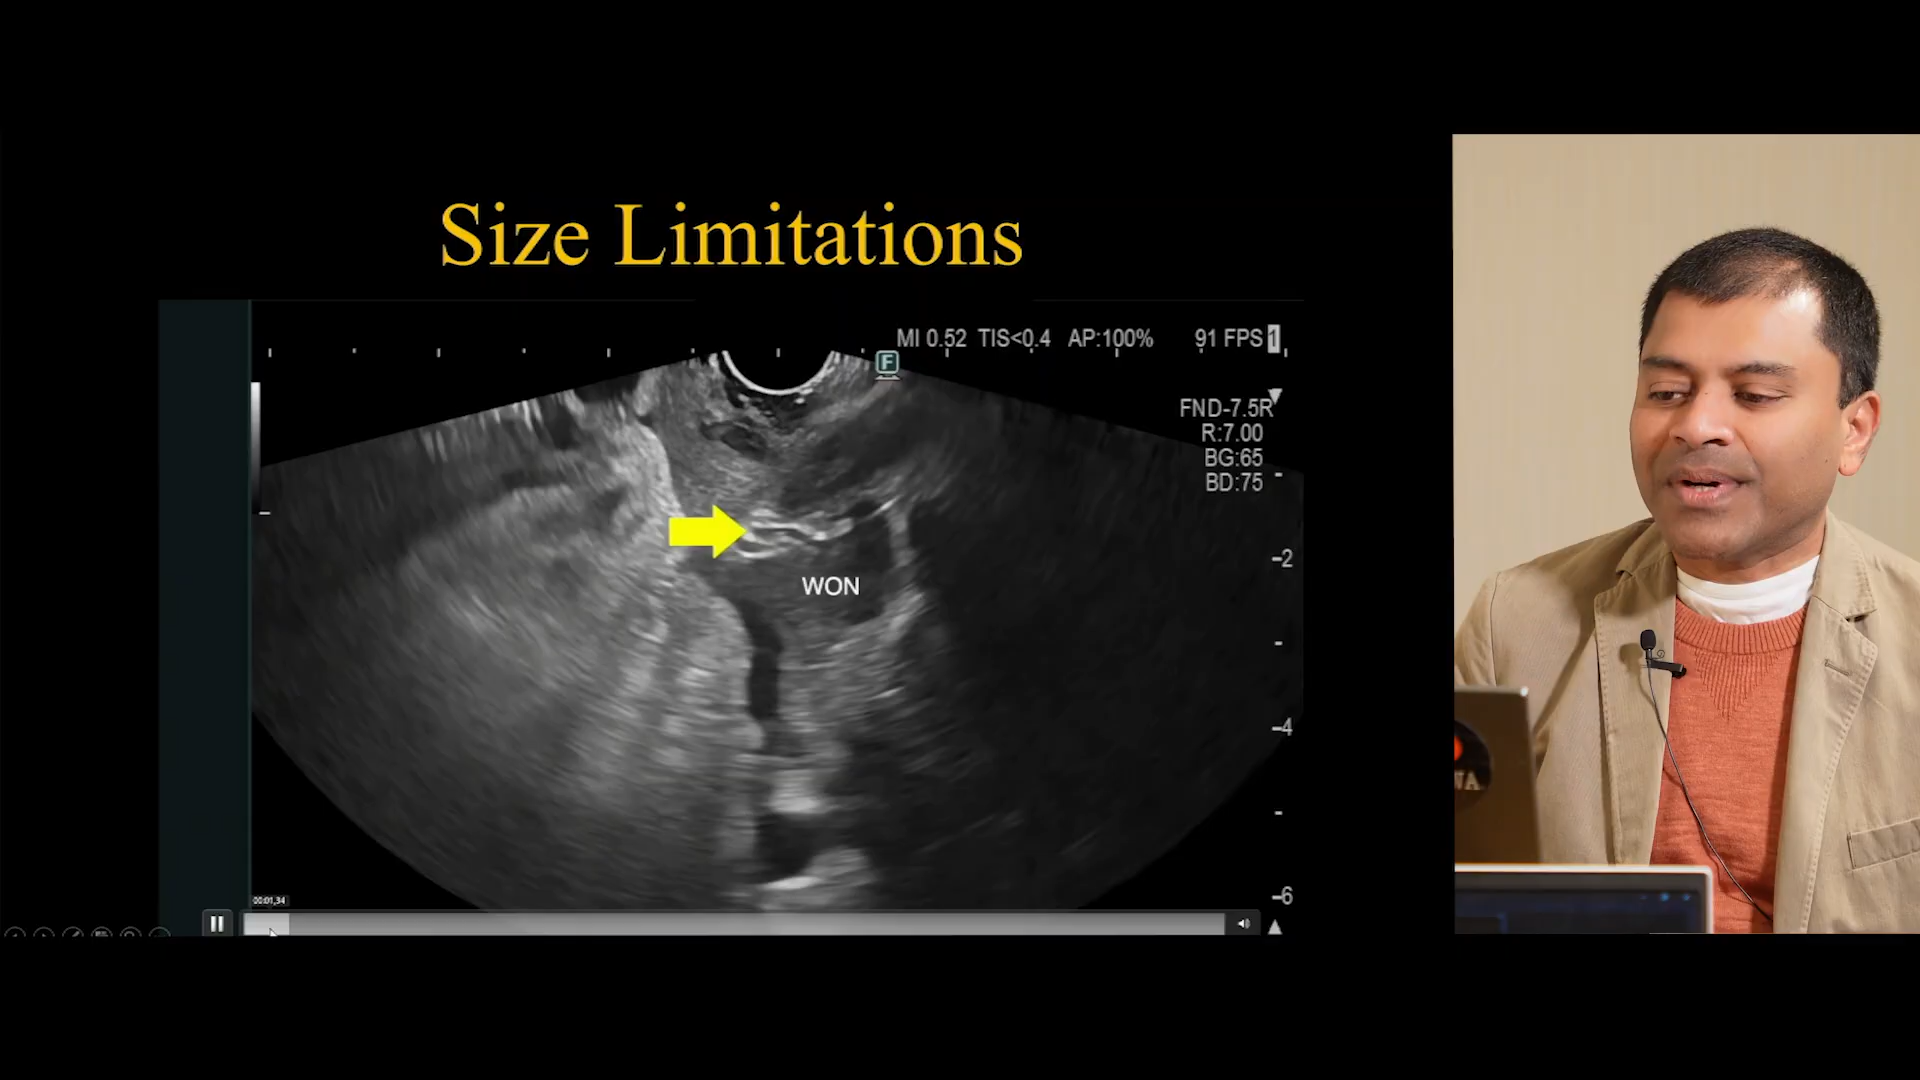 Size Limitations
MI 0.52 TIS<0.4 AP:100% 91 FPS 1
F
FND-7.5R
R:7.00
BG:65
BD:75
-2
WON
-4
-6
00:01,34